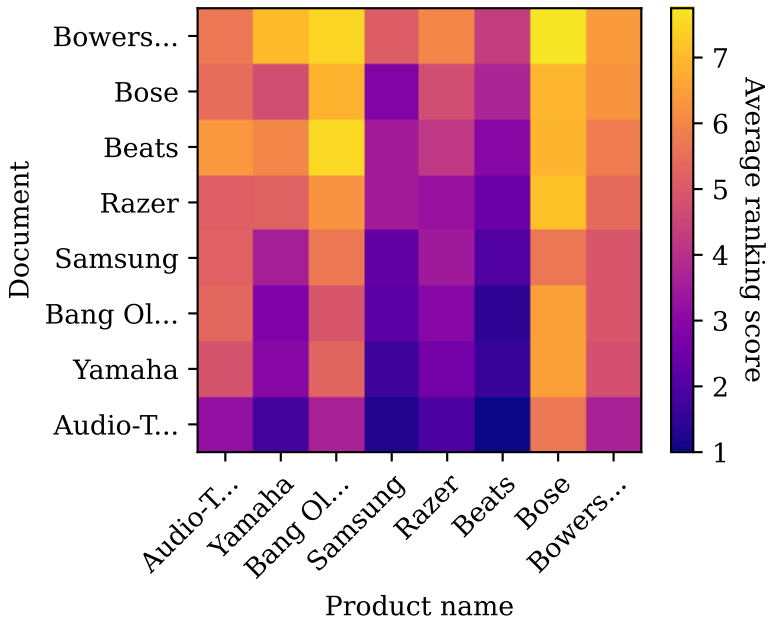 Document
Bowers...
Bose
Beats
Razer
Samsung
Bang Ol...
Yamaha
Audio-T...
Audio-T...
Yamaha
Bang Ol...
Samsung
Razer
Beats
Bose
Bowers...
Product name
7
6
5
4
3
2
1
Average ranking score